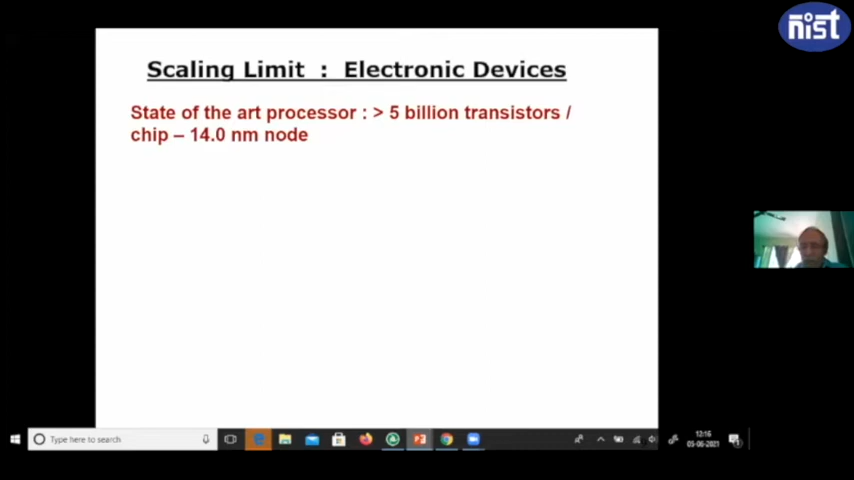 nist
Scaling Limit : Electronic Devices
State of the art processor : > 5 billion transistors /
chip – 14.0 nm node
Type here to search
12:16
05-06-2021